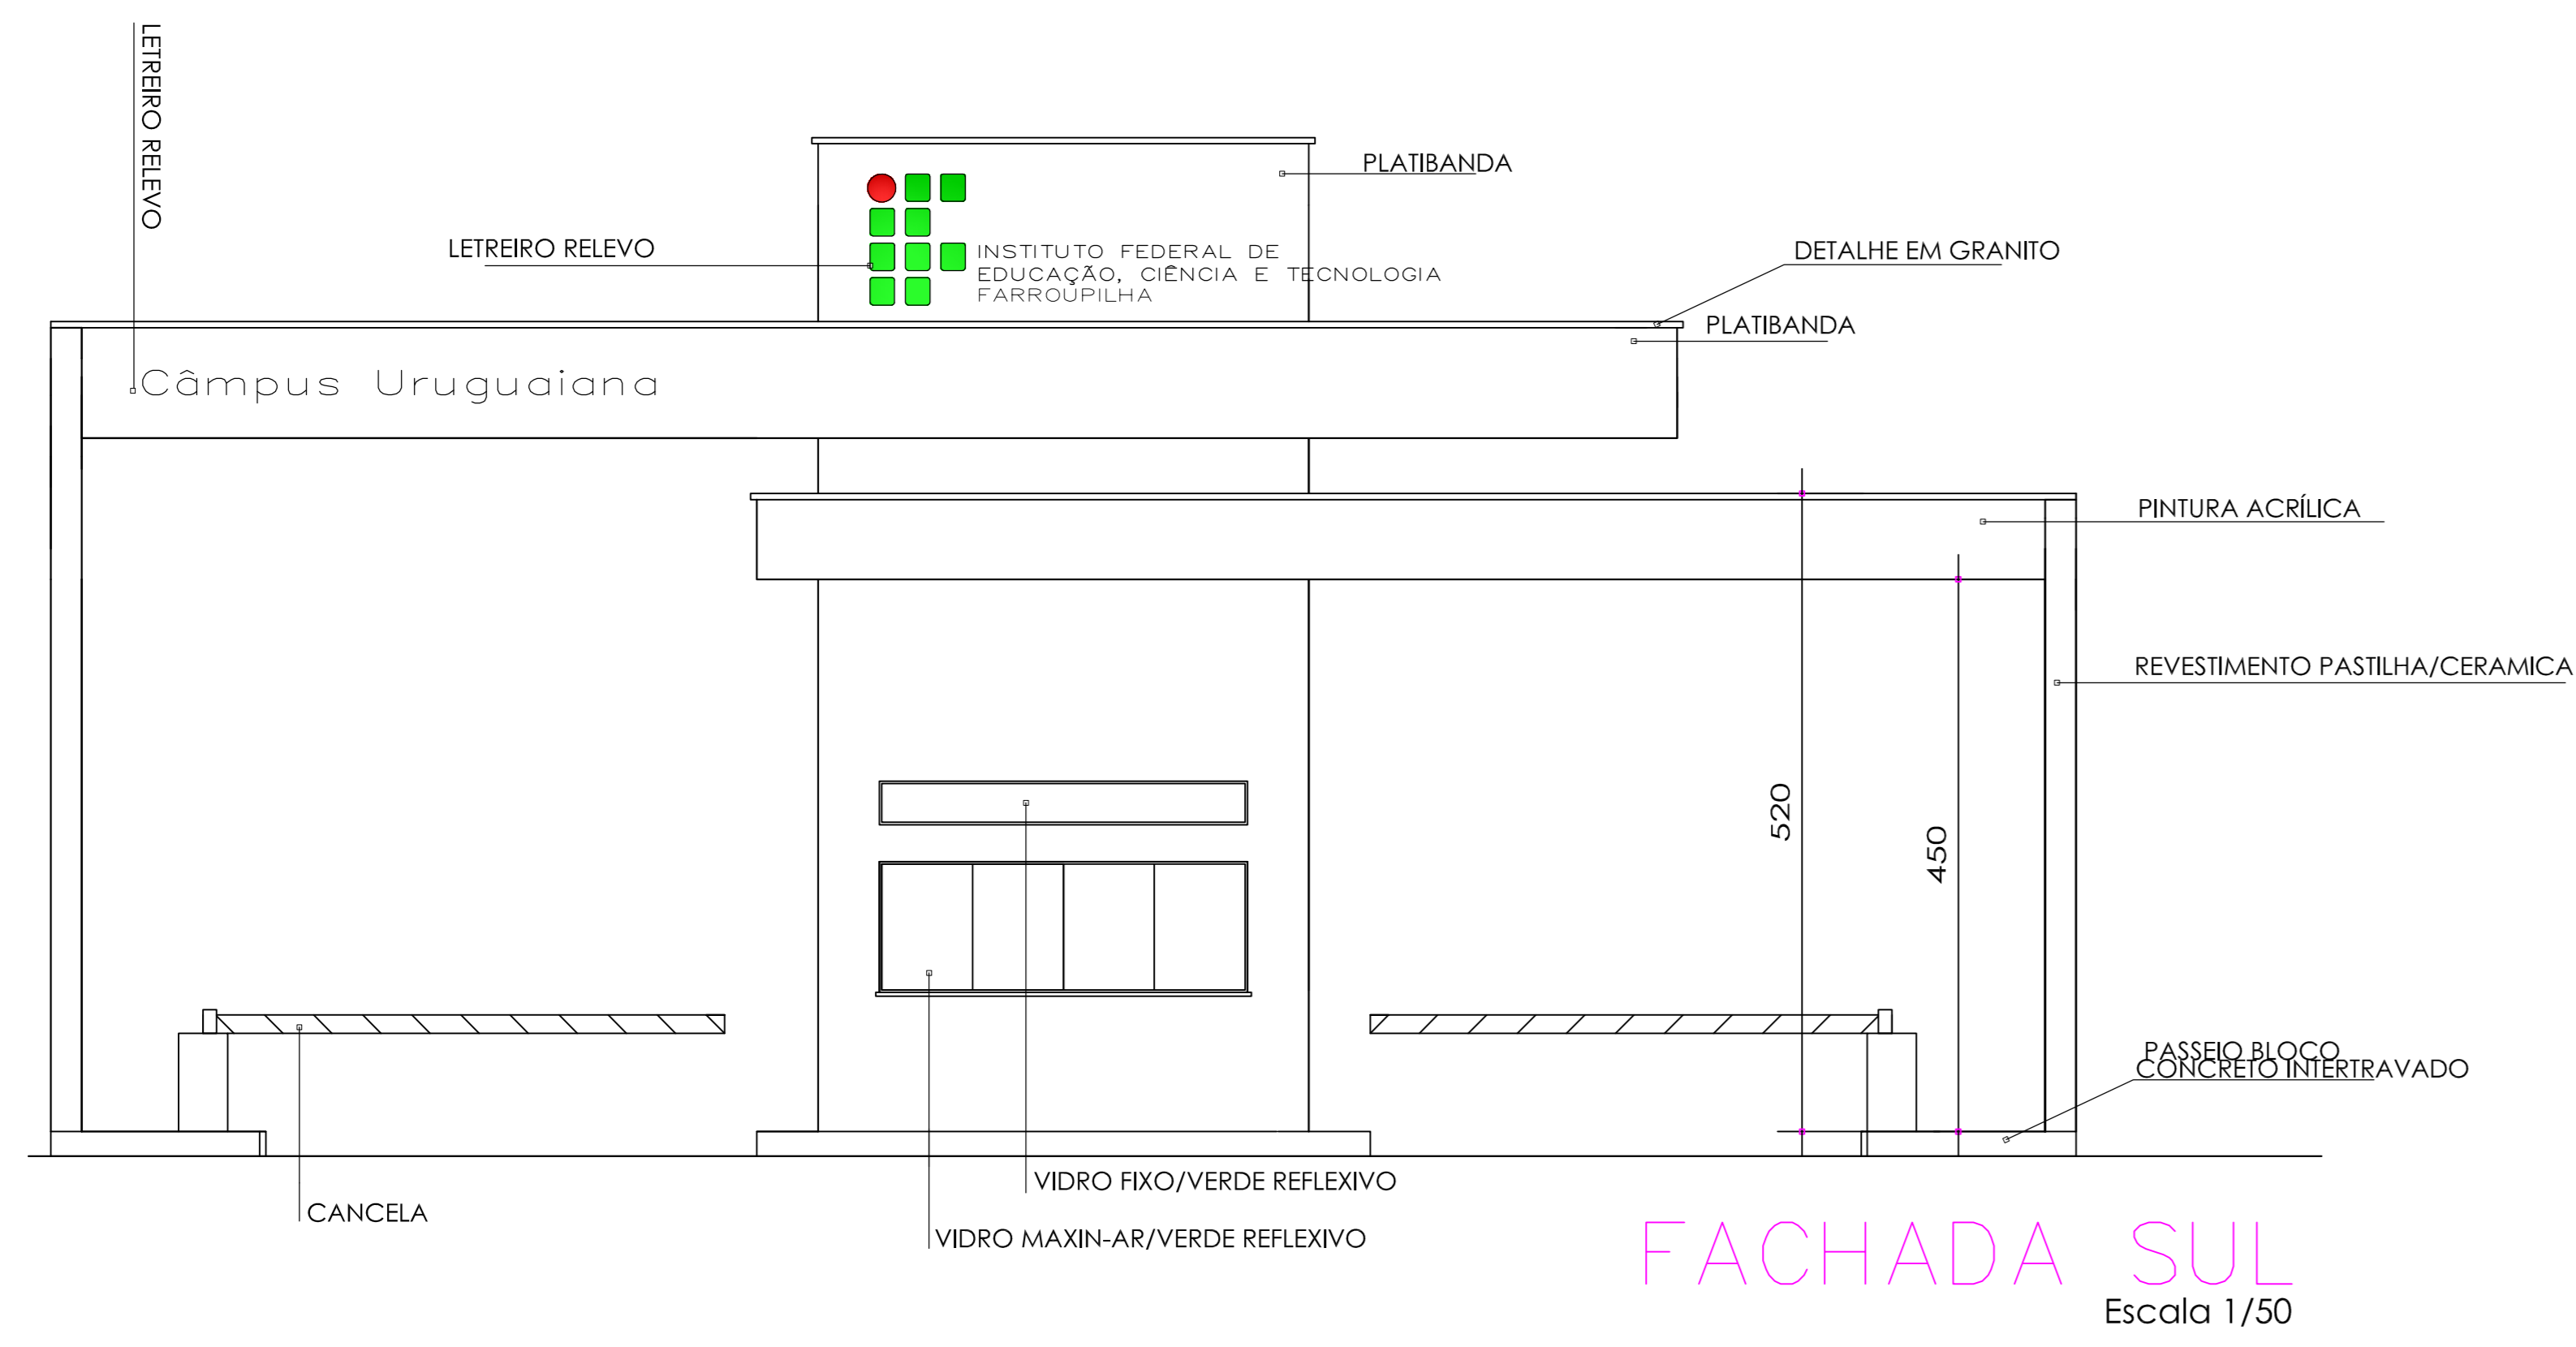 LETREIRO RELEVO
PLATIBANDA
LETREIRO RELEVO
INSTITUTO FEDERAL DE
EDUCAÇÃO, CIÊNCIA E TECNOLOGIA
FARROUPILHA
DETALHE EM GRANITO
PLATIBANDA
Câmpus Uruguaiana
PINTURA ACRÍLICA
REVESTIMENTO PASTILHA/CERAMICA
520
450
PASSEIO BLOCO
CONCRETO INTERTRAVADO
VIDRO FIXO/VERDE REFLEXIVO
CANCELA
VIDRO MAXIN-AR/VERDE REFLEXIVO
FACHADA SUL
Escala 1/50